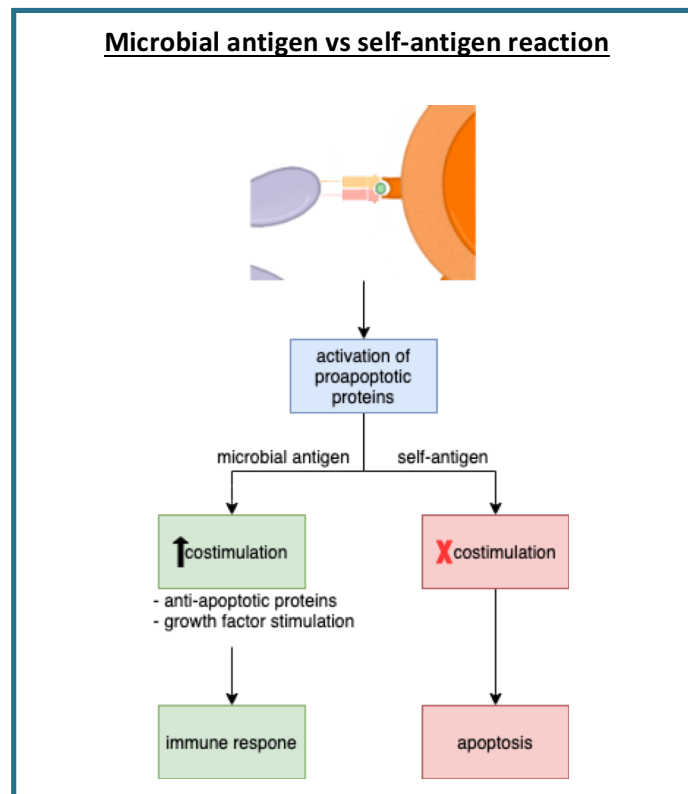 Microbial antigen vs self-antigen reaction
activation of
proapoptotic
proteins
microbial antigen
self-antigen
costimulation
X costimulation
- anti-apoptotic proteins
- growth factor stimulation
immune respone
apoptosis